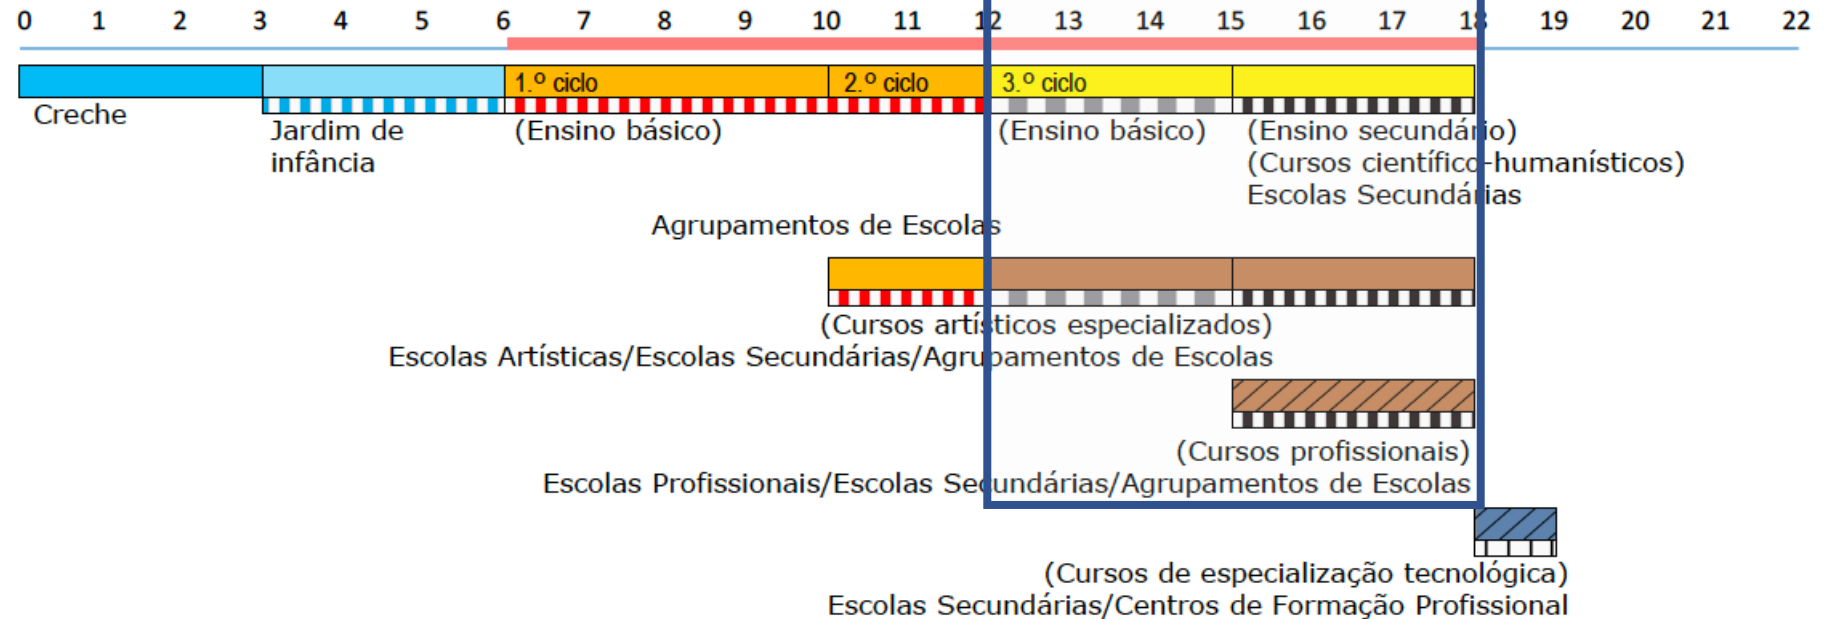 0 1 2 3 4 5 6 7 8 9 10 11 12 13 14 15 16 17 18 19 20 21 22
1.º ciclo 2.º ciclo 3.º ciclo
Creche
Jardim de
infância
(Ensino básico)
(Ensino básico)
(Ensino secundário)
(Cursos científico-humanísticos)
Escolas Secundárias
Agrupamentos de Escolas
(Cursos artísticos especializados)
Escolas Artísticas/Escolas Secundárias/Agrupamentos de Escolas
(Cursos profissionais)
Escolas Profissionais/Escolas Secundárias/Agrupamentos de Escolas
(Cursos de especialização tecnológica)
Escolas Secundárias/Centros de Formação Profissional